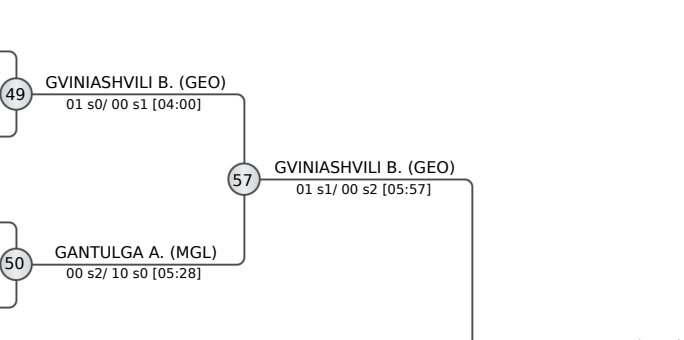 49
GVINIASHVILI B. (GEO)
01 s0/ 00 s1 [04:00]
57
GVINIASHVILI B. (GEO)
01 s1/ 00 s2 [05:57]
50
GANTULGA A. (MGL)
00 s2/ 10 s0 [05:28]